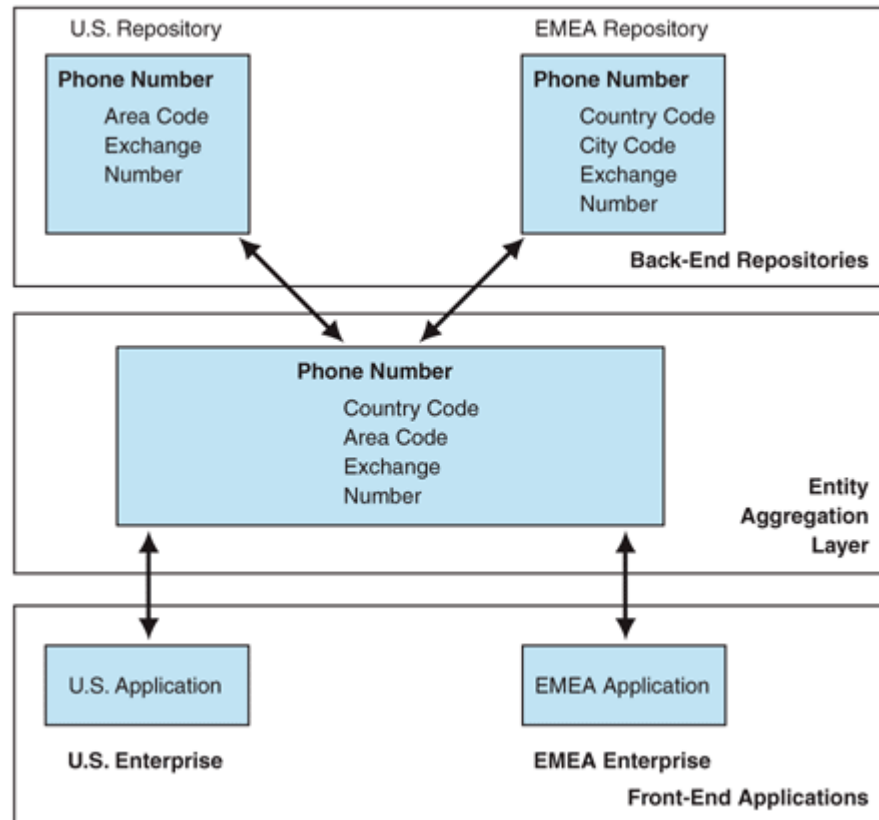 U.S. Repository
EMEA Repository
Phone Number
Area Code
Exchange
Number
Phone Number
Country Code
City Code
Exchange
Number
Back-End Repositories
Phone Number
Country Code
Area Code
Exchange
Number
Entity
Aggregation
Layer
U.S. Application
EMEA Application
U.S. Enterprise
EMEA Enterprise
Front-End Applications